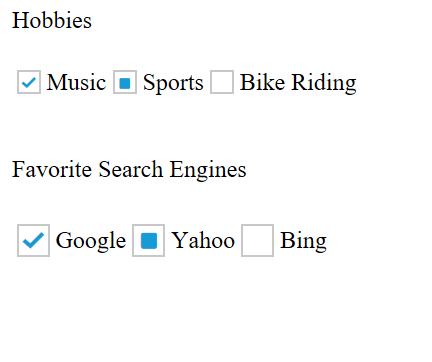 Hobbies
Music Sports Bike Riding
Favorite Search Engines
Google Yahoo Bing